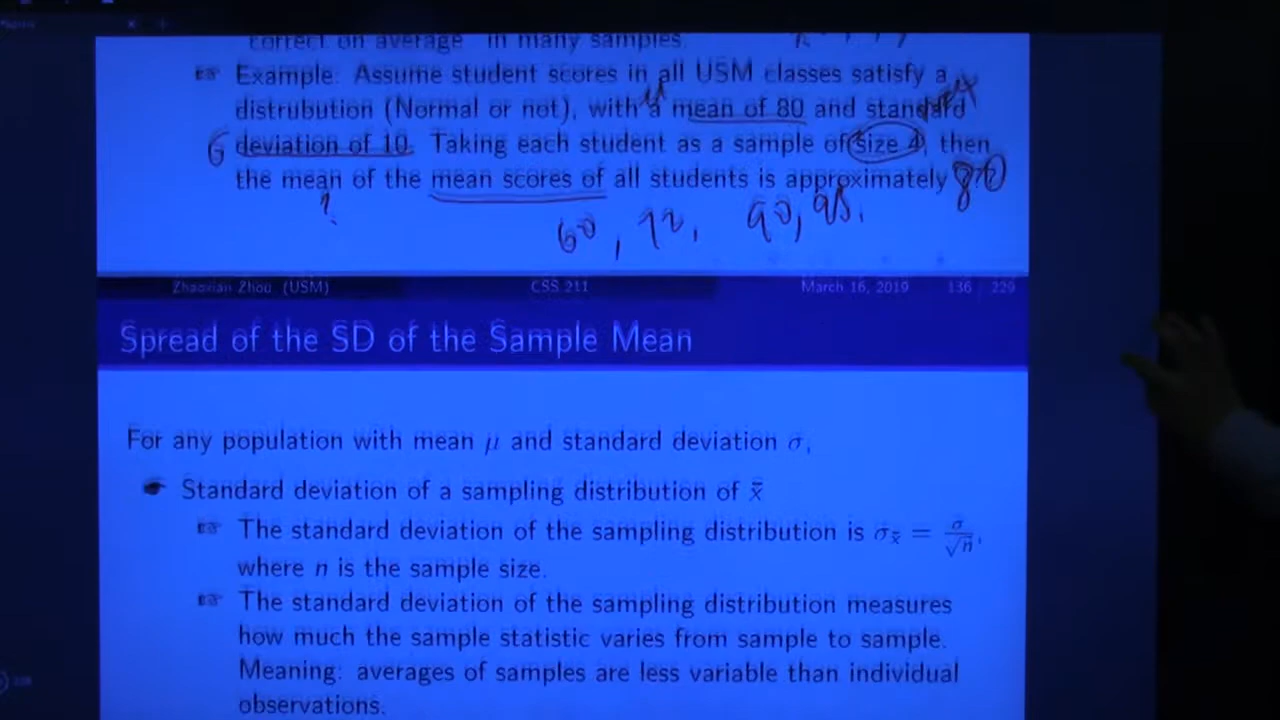 correct on average in many samples.
Example: Assume student scores in all USM classes satisfy a
distrubution (Normal or not), with a mean of 80 and standard
deviation of 10. Taking each student as a sample of size 4, then
the mean of the mean scores of all students is approximately 80
?
60, 72, 90, 98.
Zhaoxian Zhou (USM) CSS 211 March 16, 2019 136 / 229
Spread of the SD of the Sample Mean
For any population with mean μ and standard deviation σ,
Standard deviation of a sampling distribution of x̄
The standard deviation of the sampling distribution is σx̄ = σ/√n,
where n is the sample size.
The standard deviation of the sampling distribution measures
how much the sample statistic varies from sample to sample.
Meaning: averages of samples are less variable than individual
observations.